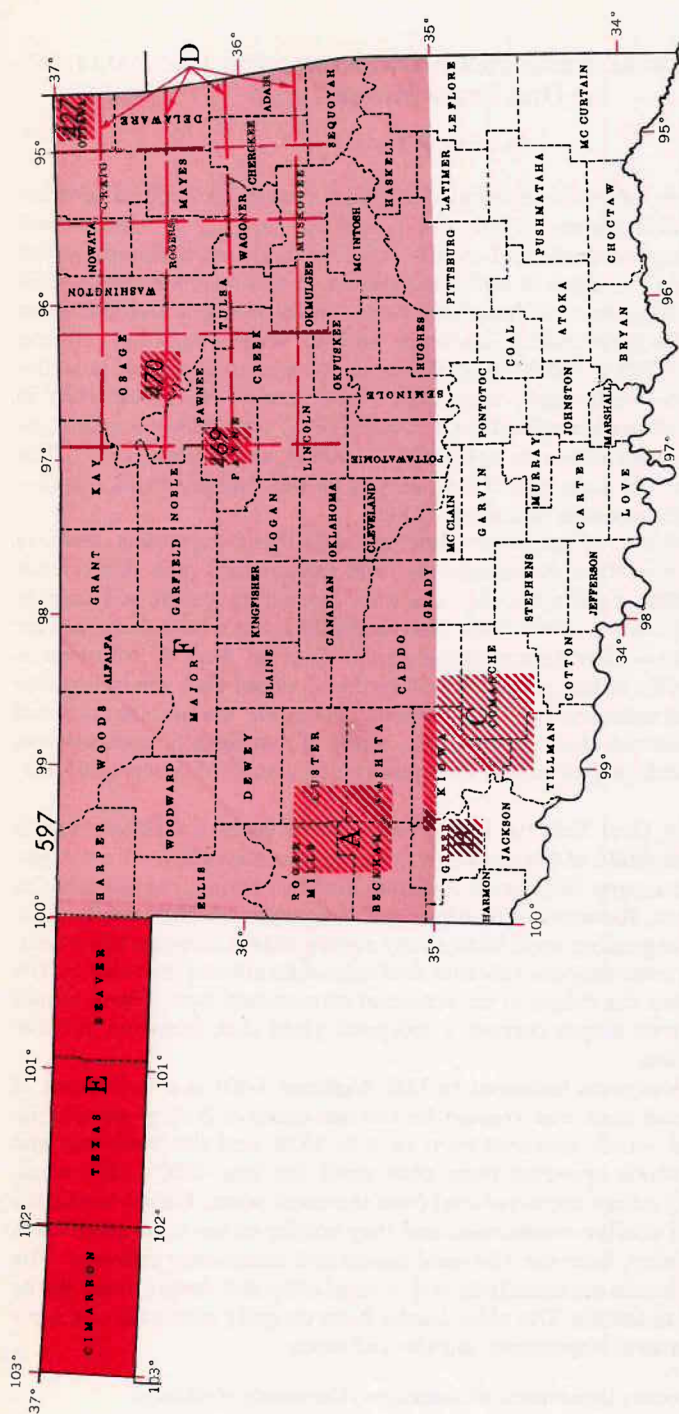 103°
102°
101°
100°
597
99°
98°
97°
96°
95°
37°
37°
CIMARRON
TEXAS
E
BEAVER
HARPER
WOODS
ALFALFA
GRANT
KAY
OSAGE
WASHINGTON
NOWATA
CRAIG
427
D
103°
102°
101°
WOODWARD
ELLIS
MAJOR
F
GARFIELD
NOBLE
470
PAWNEE
ROGERS
MAYES
DELAWARE
36°
36°
ROGER
MILLS
DEWEY
CUSTER
BLAINE
KINGFISHER
LOGAN
469
PAYNE
CREEK
TULSA
WAGONER
CHEROKEE
ADAIR
A
BECKHAM
WASHITA
CADDO
CANADIAN
OKLAHOMA
CLEVELAND
LINCOLN
POTTAWATOMIE
SEMINOLE
OKFUSKEE
OKMULGEE
MUSKOGEE
MC INTOSH
SEQUOYAH
HASKELL
HUGHES
35°
35°
GREER
B
HARMON
JACKSON
KIOWA
C
COMANCHE
TILLMAN
COTTON
GRADY
MC CLAIN
GARVIN
STEPHENS
JEFFERSON
MURRAY
CARTER
LOVE
PONTOTOC
JOHNSTON
MARSHALL
COAL
ATOKA
BRYAN
PITTSBURG
LATIMER
LE FLORE
PUSHMATAHA
CHOCTAW
MC CURTAIN
34°
34°
100°
99°
98
97°
96°
95°